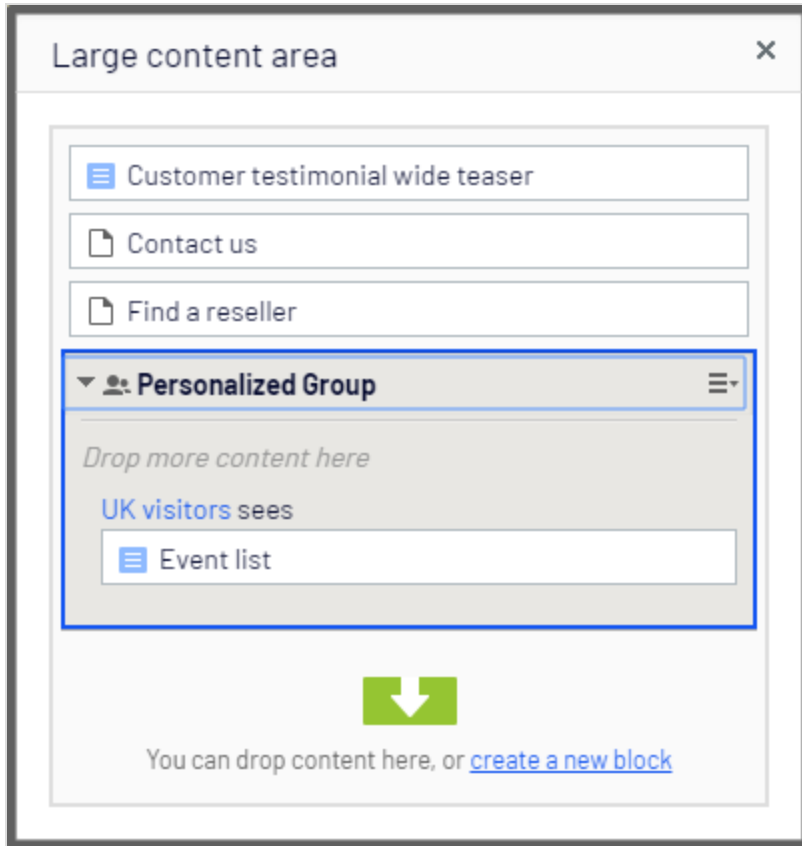 Large content area
Customer testimonial wide teaser
Contact us
Find a reseller
Personalized Group
Drop more content here
UK visitors sees
Event list
You can drop content here, or create a new block